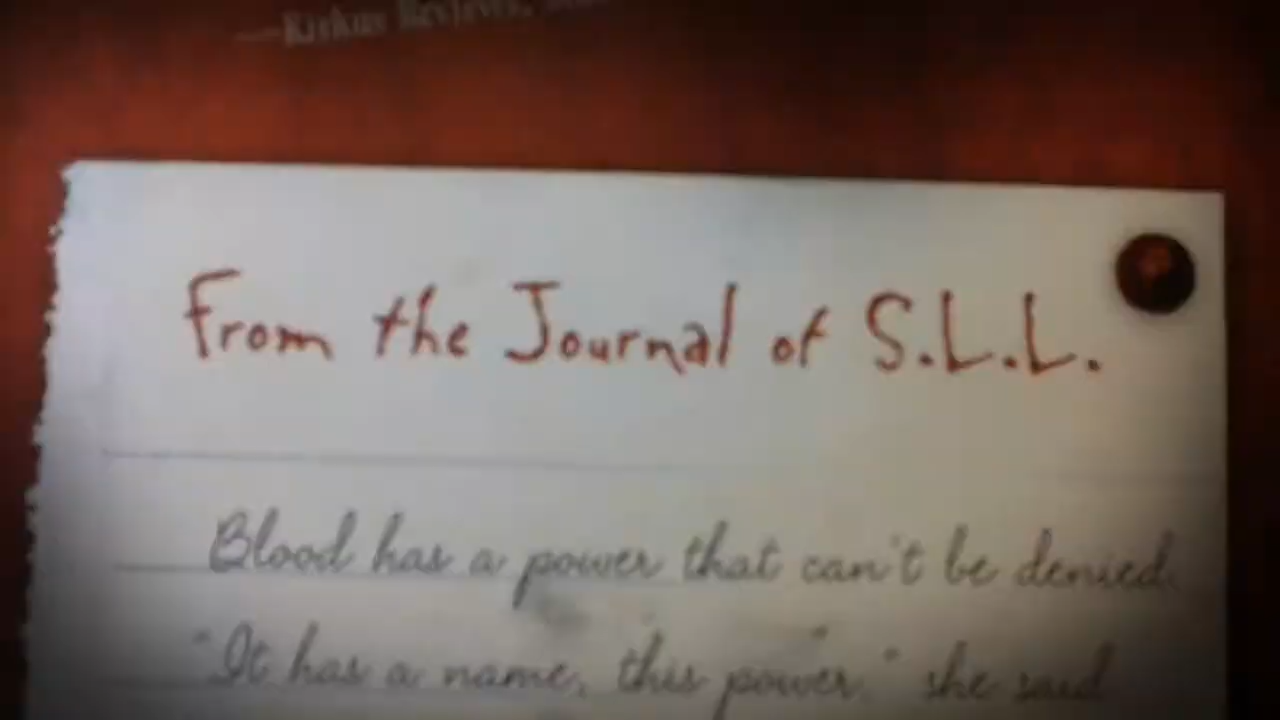 —Kirkus Reviews,
From the Journal of S.L.L.
Blood has a power that can't be denied.
"It has a name, this power," she said